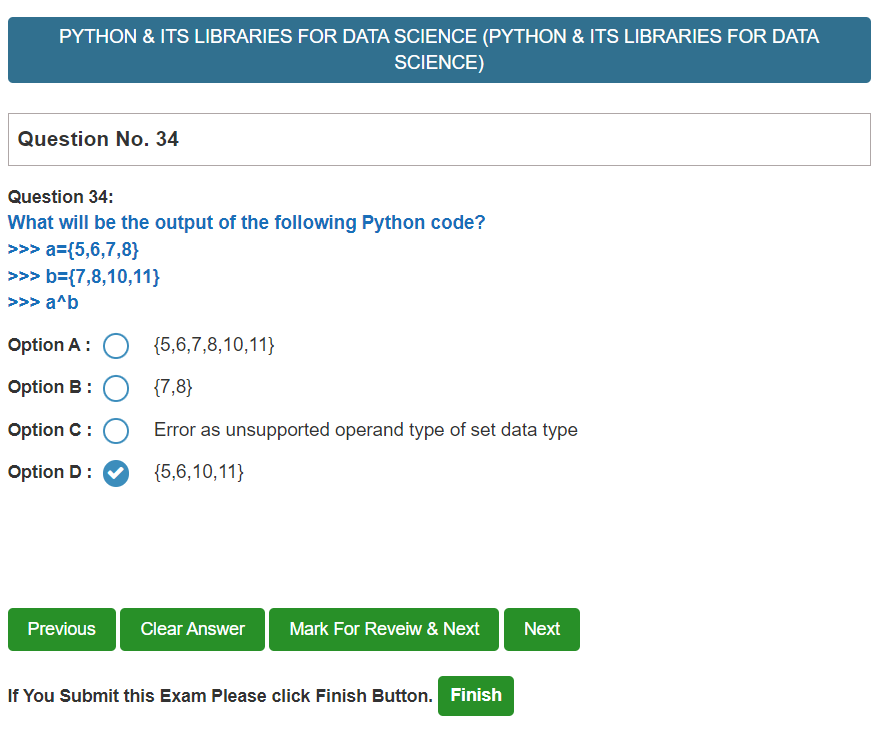 PYTHON & ITS LIBRARIES FOR DATA SCIENCE (PYTHON & ITS LIBRARIES FOR DATA
SCIENCE)
Question No. 34
Question 34:
What will be the output of the following Python code?
>>> a={5,6,7,8}
>>> b={7,8,10,11}
>>> a^b
Option A : {5,6,7,8,10,11}
Option B : {7,8}
Option C : Error as unsupported operand type of set data type
Option D : {5,6,10,11}
Previous Clear Answer Mark For Reveiw & Next Next
If You Submit this Exam Please click Finish Button. Finish